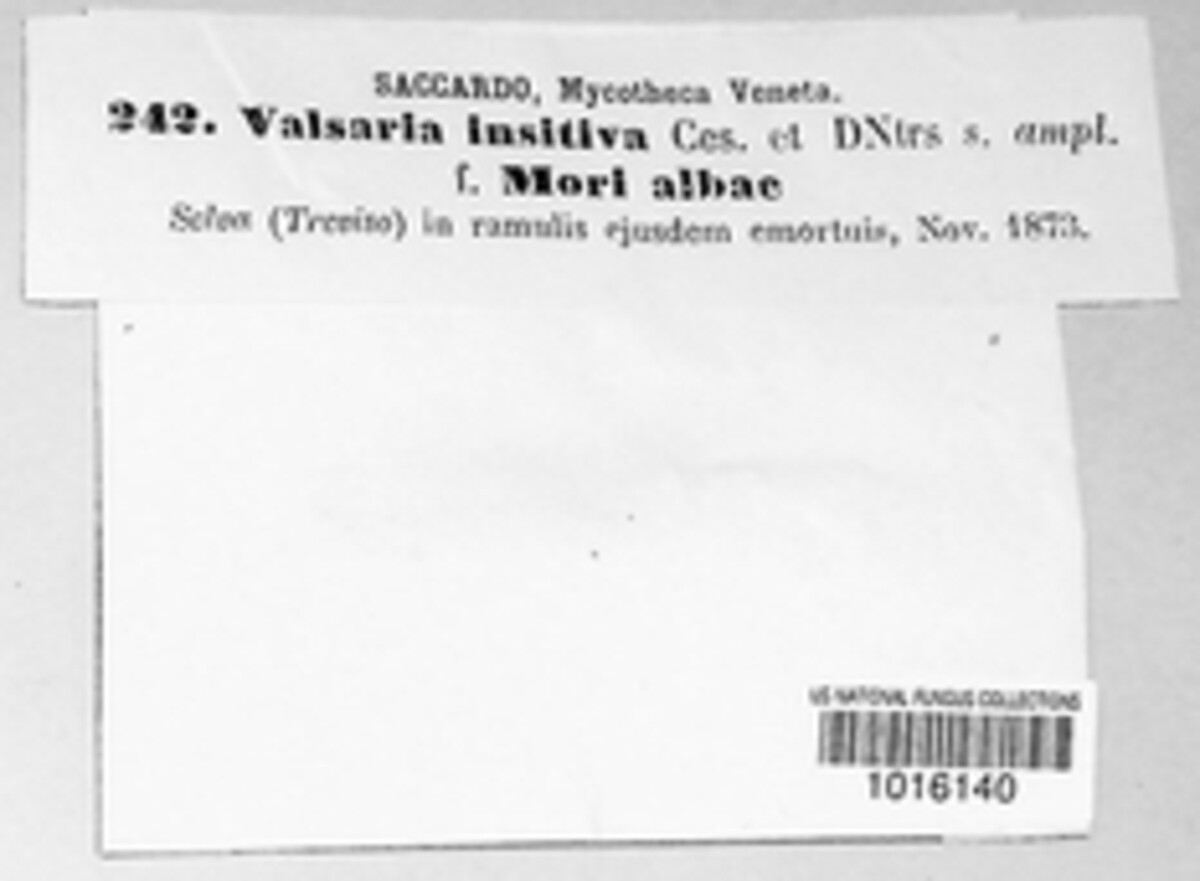 SACCARDO, Mycotheca Veneta.
242. Valsaria insitiva Ces. et DNtrs s. ampl.
f. Mori albae
Selva (Treviso) in ramulis ejusdem emortuis, Nov. 1873.
US NATIONAL FUNGUS COLLECTIONS
1016140